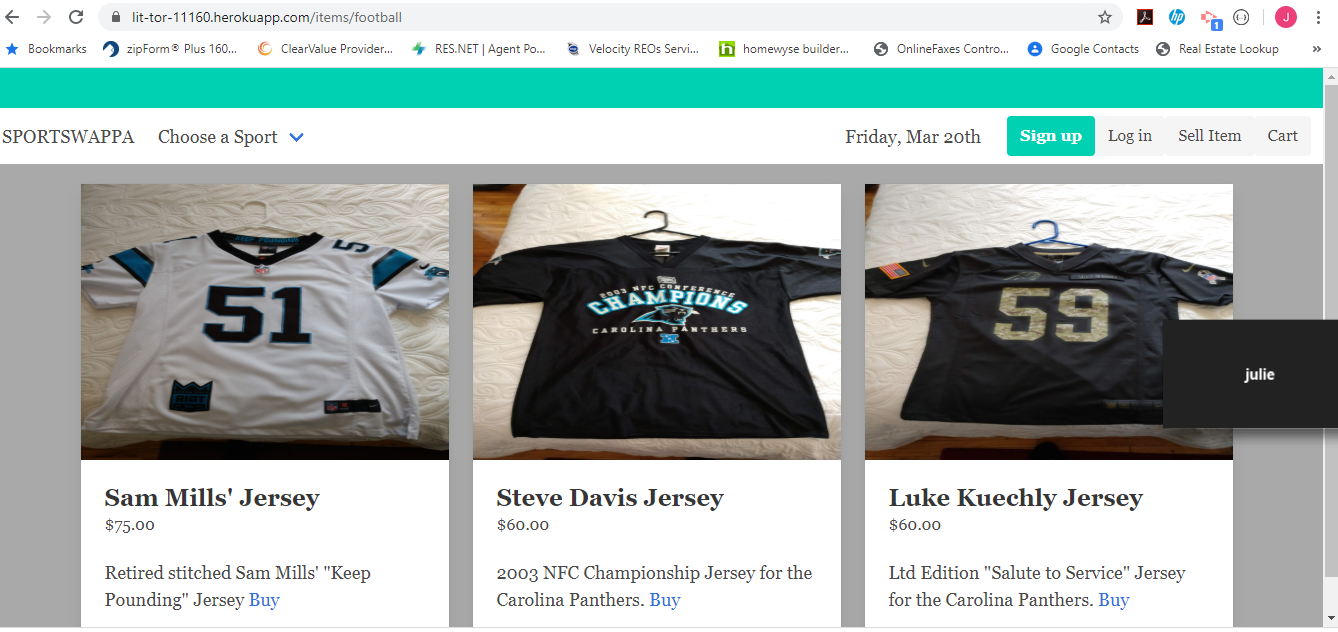 lit-tor-11160.herokuapp.com/items/football
J
1
Bookmarks zipForm® Plus 160... ClearValue Provider... RES.NET | Agent Po... Velocity REOs Servi... homewyse builder... OnlineFaxes Contro... Google Contacts Real Estate Lookup »
SPORTSWAPPA Choose a Sport Friday, Mar 20th Sign up Log in Sell Item Cart
KEEP POUNDING
51
RIOT
2003 NFC CONFERENCE
CHAMPIONS
CAROLINA PANTHERS
59
julie
Sam Mills' Jersey
$75.00
Retired stitched Sam Mills' "Keep
Pounding" Jersey Buy
Steve Davis Jersey
$60.00
2003 NFC Championship Jersey for the
Carolina Panthers. Buy
Luke Kuechly Jersey
$60.00
Ltd Edition "Salute to Service" Jersey
for the Carolina Panthers. Buy